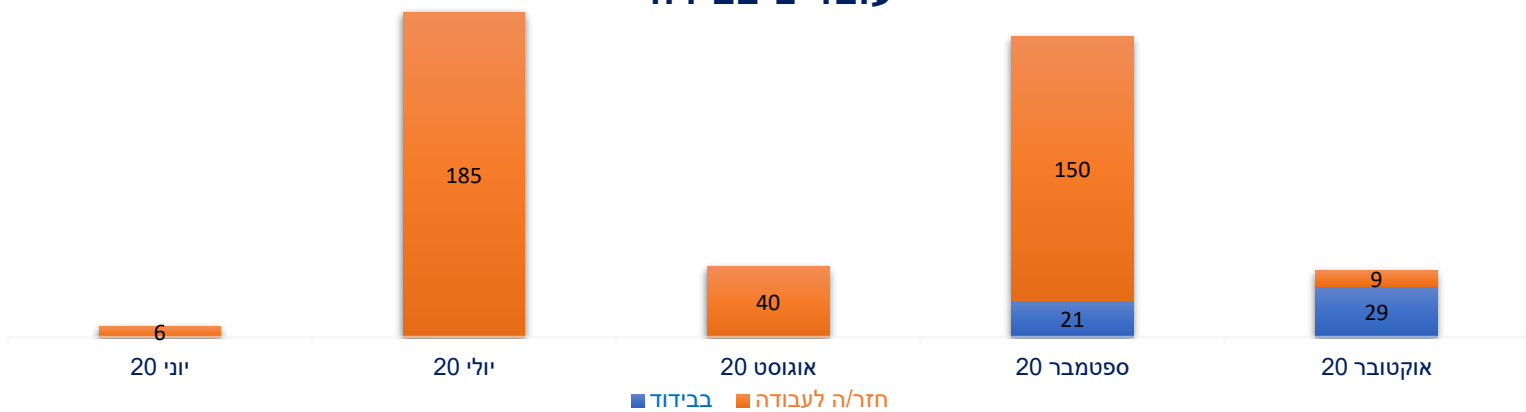 185
150
40
9
29
21
6
יוני 20
יולי 20
אוגוסט 20
ספטמבר 20
אוקטובר 20
בבידוד
חזר/ה לעבודה